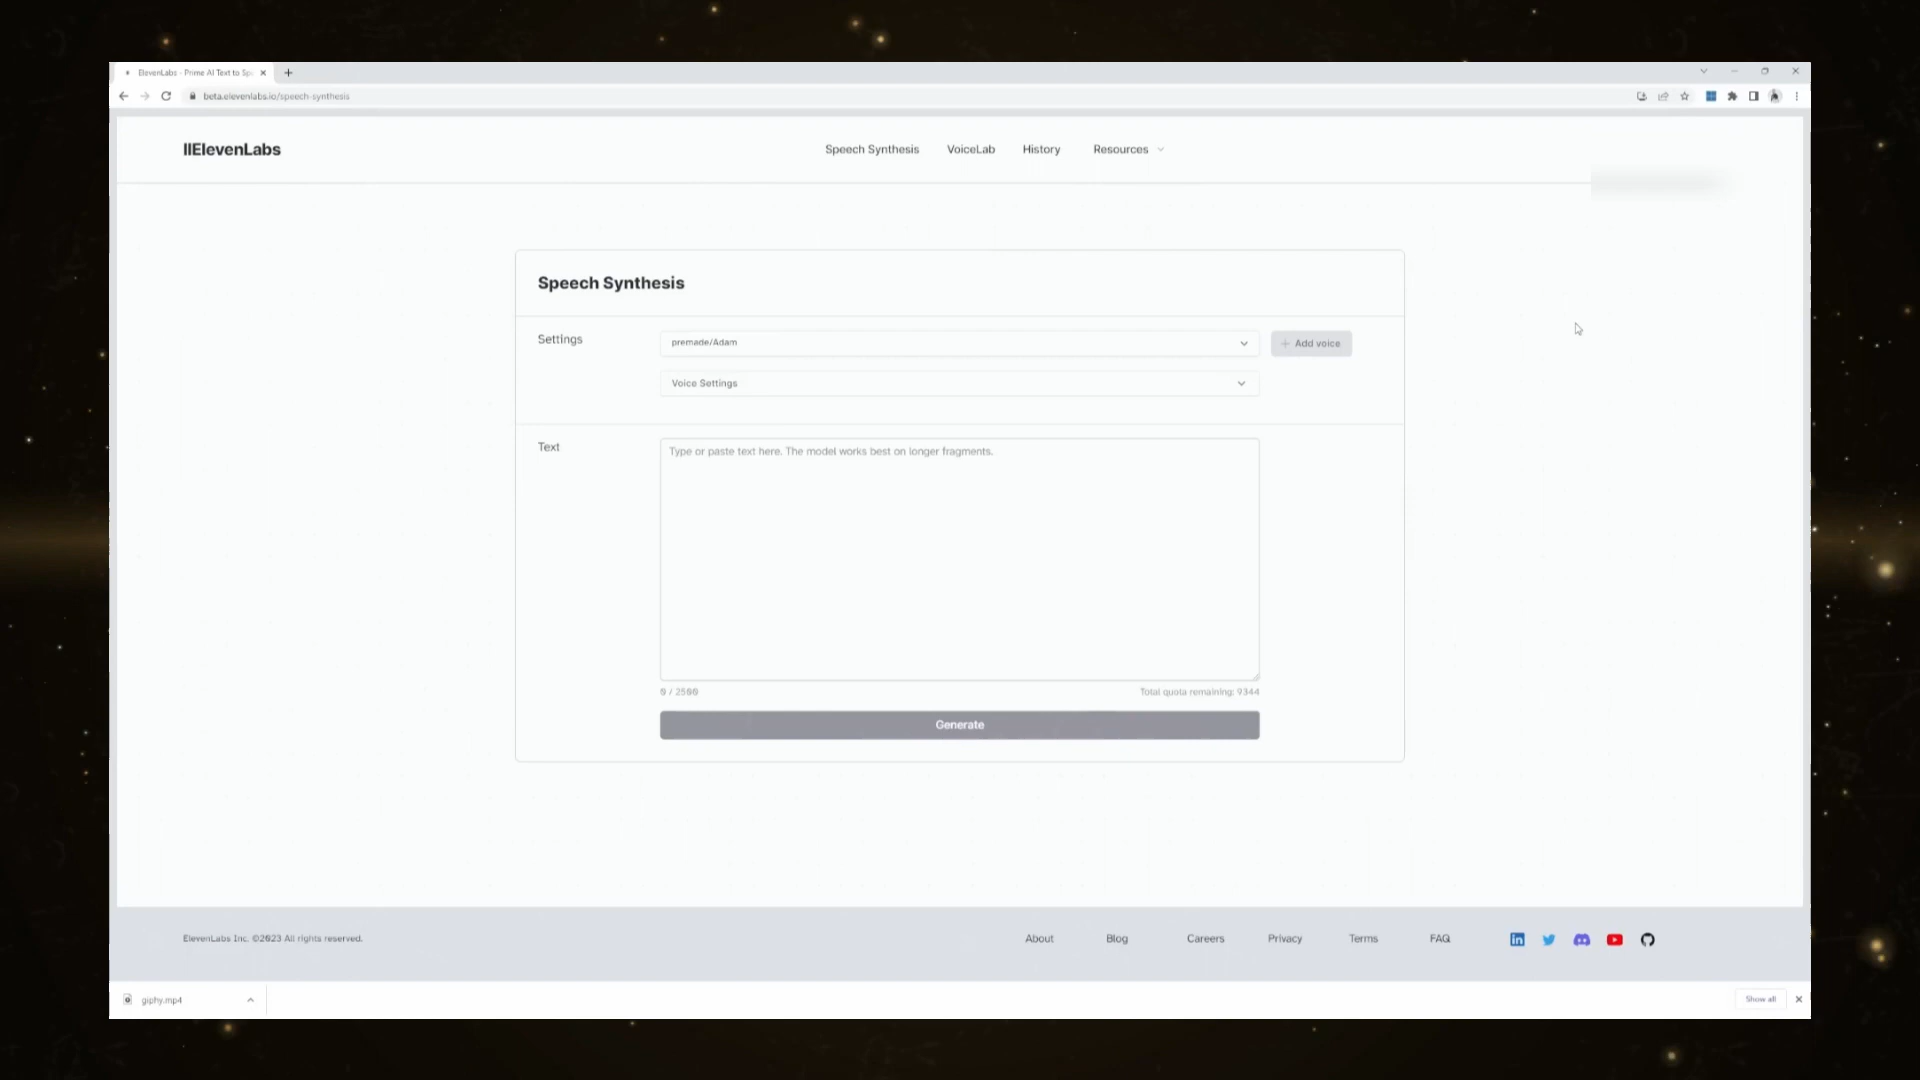 ElevenLabs - Prime AI Text to Sp
beta.elevenlabs.io/speech-synthesis
IIElevenLabs
Speech Synthesis
VoiceLab
History
Resources
Speech Synthesis
Settings
premade/Adam
+ Add voice
Voice Settings
Text
Type or paste text here. The model works best on longer fragments.
0 / 2500
Total quota remaining: 9344
Generate
ElevenLabs Inc. ©2023 All rights reserved.
About
Blog
Careers
Privacy
Terms
FAQ
giphy.mp4
Show all